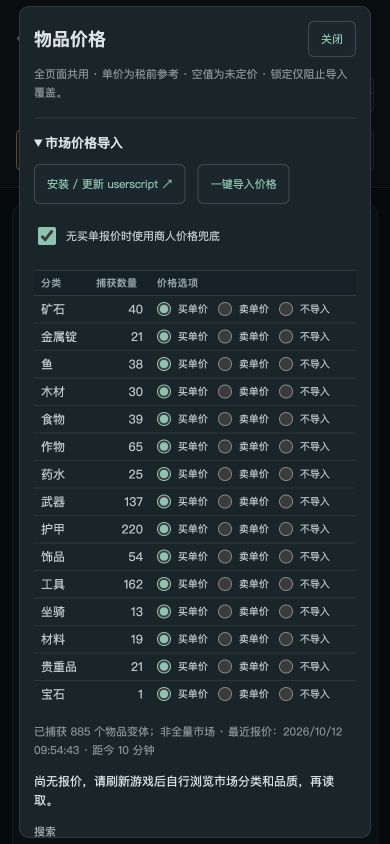 物品价格
关闭
全页面共用 · 单价为税前参考 · 空值为未定价 · 锁定仅阻止导入
覆盖。
▼市场价格导入
安装 / 更新 userscript ↗
一键导入价格
无买单报价时使用商人价格兜底
分类 捕获数量 价格选项
矿石 40 买单价 卖单价 不导入
金属锭 21 买单价 卖单价 不导入
鱼 38 买单价 卖单价 不导入
木材 30 买单价 卖单价 不导入
食物 39 买单价 卖单价 不导入
作物 65 买单价 卖单价 不导入
药水 25 买单价 卖单价 不导入
武器 137 买单价 卖单价 不导入
护甲 220 买单价 卖单价 不导入
饰品 54 买单价 卖单价 不导入
工具 162 买单价 卖单价 不导入
坐骑 13 买单价 卖单价 不导入
材料 19 买单价 卖单价 不导入
贵重品 21 买单价 卖单价 不导入
宝石 1 买单价 卖单价 不导入
已捕获 885 个物品变体；非全量市场 · 最近报价：2026/10/12
09:54:43 · 距今 10 分钟
尚无报价，请刷新游戏后自行浏览市场分类和品质，再读
取。
搜索